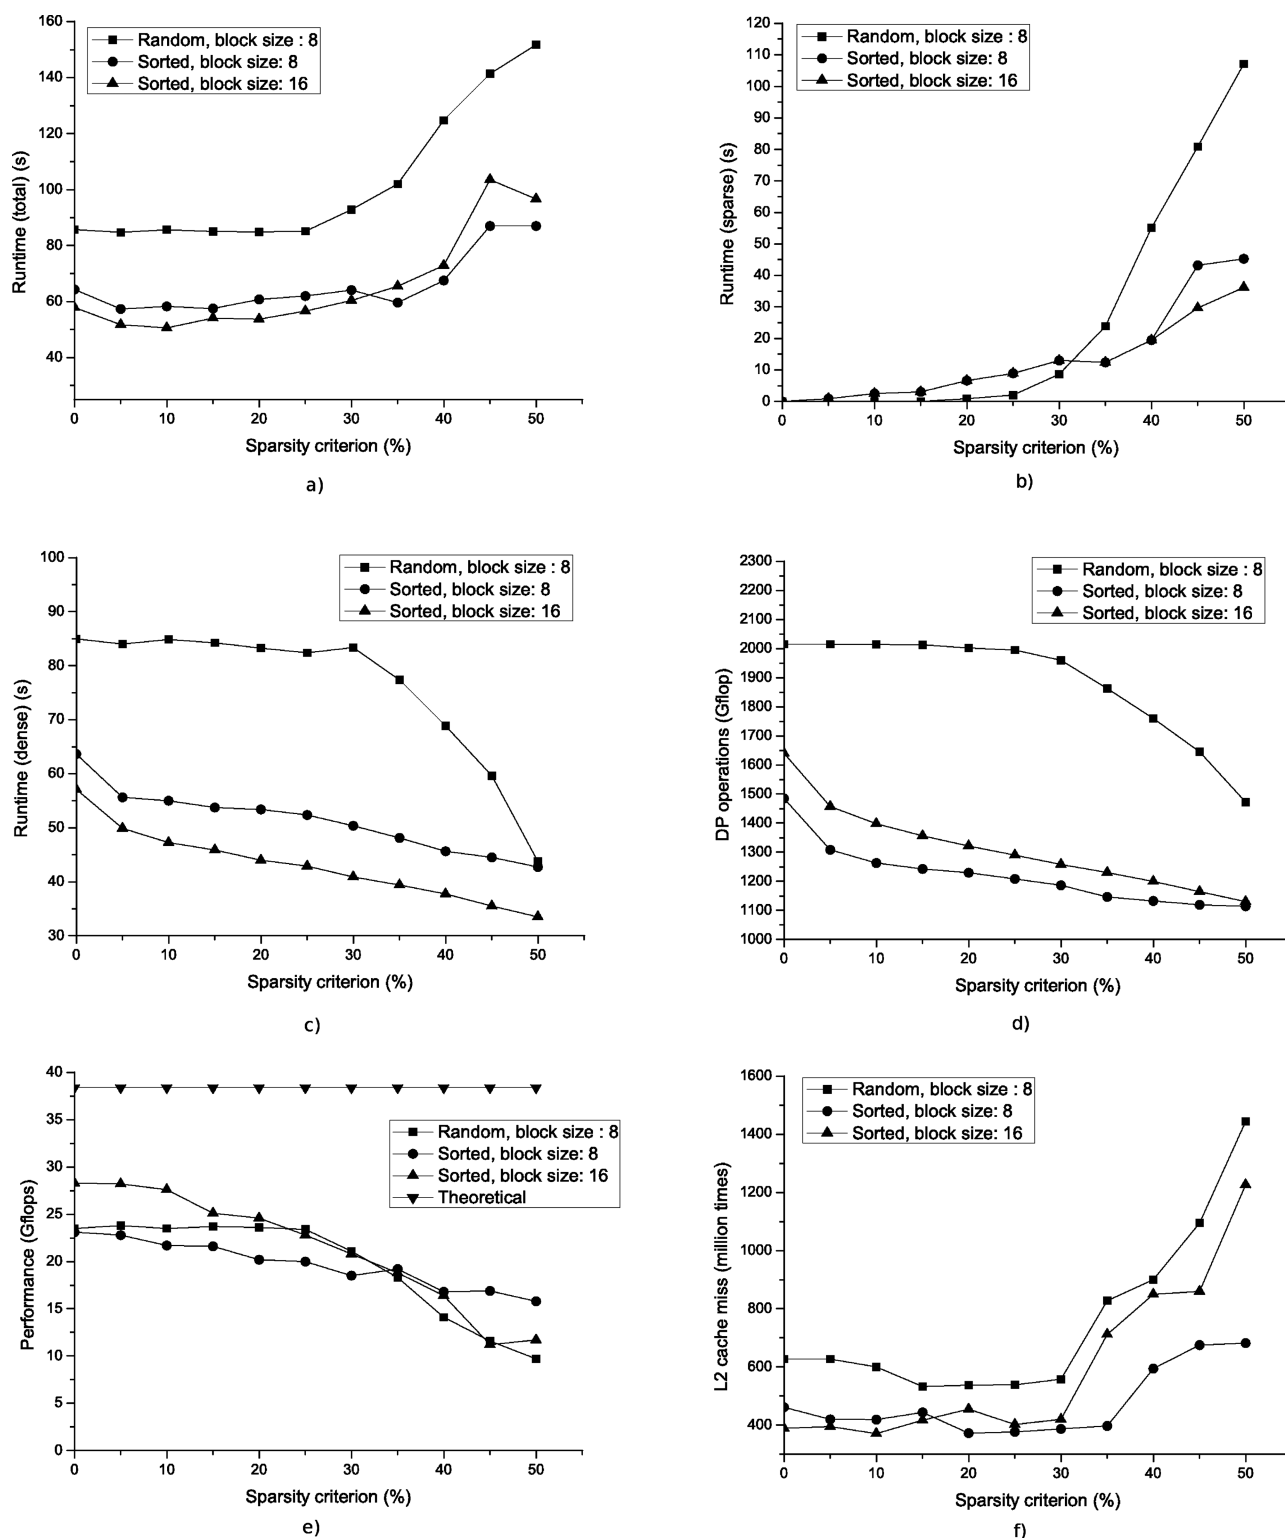 160
140
120
100
80
60
40
Runtime (total) (s)
Random, block size : 8
Sorted, block size: 8
Sorted, block size: 16
0 10 20 30 40 50
Sparsity criterion (%)
a)
120
110
100
90
80
70
60
50
40
30
20
10
0
Runtime (sparse) (s)
Random, block size : 8
Sorted, block size: 8
Sorted, block size: 16
0 10 20 30 40 50
Sparsity criterion (%)
b)
100
90
80
70
60
50
40
30
Runtime (dense) (s)
Random, block size : 8
Sorted, block size: 8
Sorted, block size: 16
0 10 20 30 40 50
Sparsity criterion (%)
c)
2300
2200
2100
2000
1900
1800
1700
1600
1500
1400
1300
1200
1100
1000
DP operations (Gflop)
Random, block size : 8
Sorted, block size: 8
Sorted, block size: 16
0 10 20 30 40 50
Sparsity criterion (%)
d)
40
35
30
25
20
15
10
5
0
Performance (Gflops)
Random, block size : 8
Sorted, block size: 8
Sorted, block size: 16
Theoretical
0 10 20 30 40 50
Sparsity criterion (%)
e)
1600
1400
1200
1000
800
600
400
L2 cache miss (million times)
Random, block size : 8
Sorted, block size: 8
Sorted, block size: 16
0 10 20 30 40 50
Sparsity criterion (%)
f)